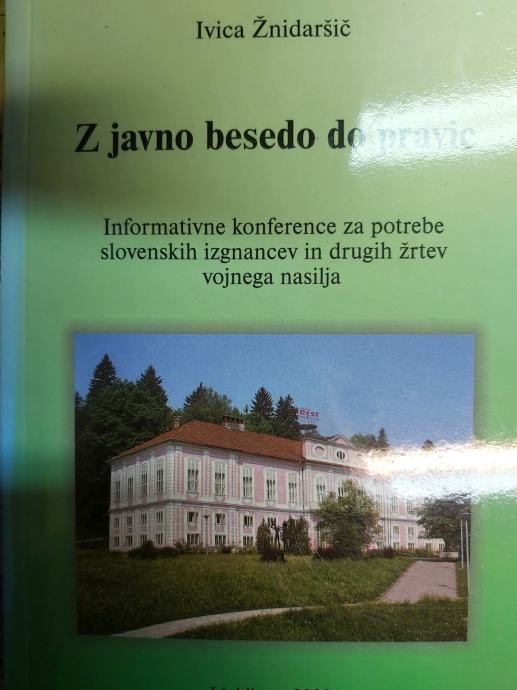 Ivica Žnidaršič
Z javno besedo do pravic
Informativne konference za potrebe
slovenskih izgnancev in drugih žrtev
vojnega nasilja